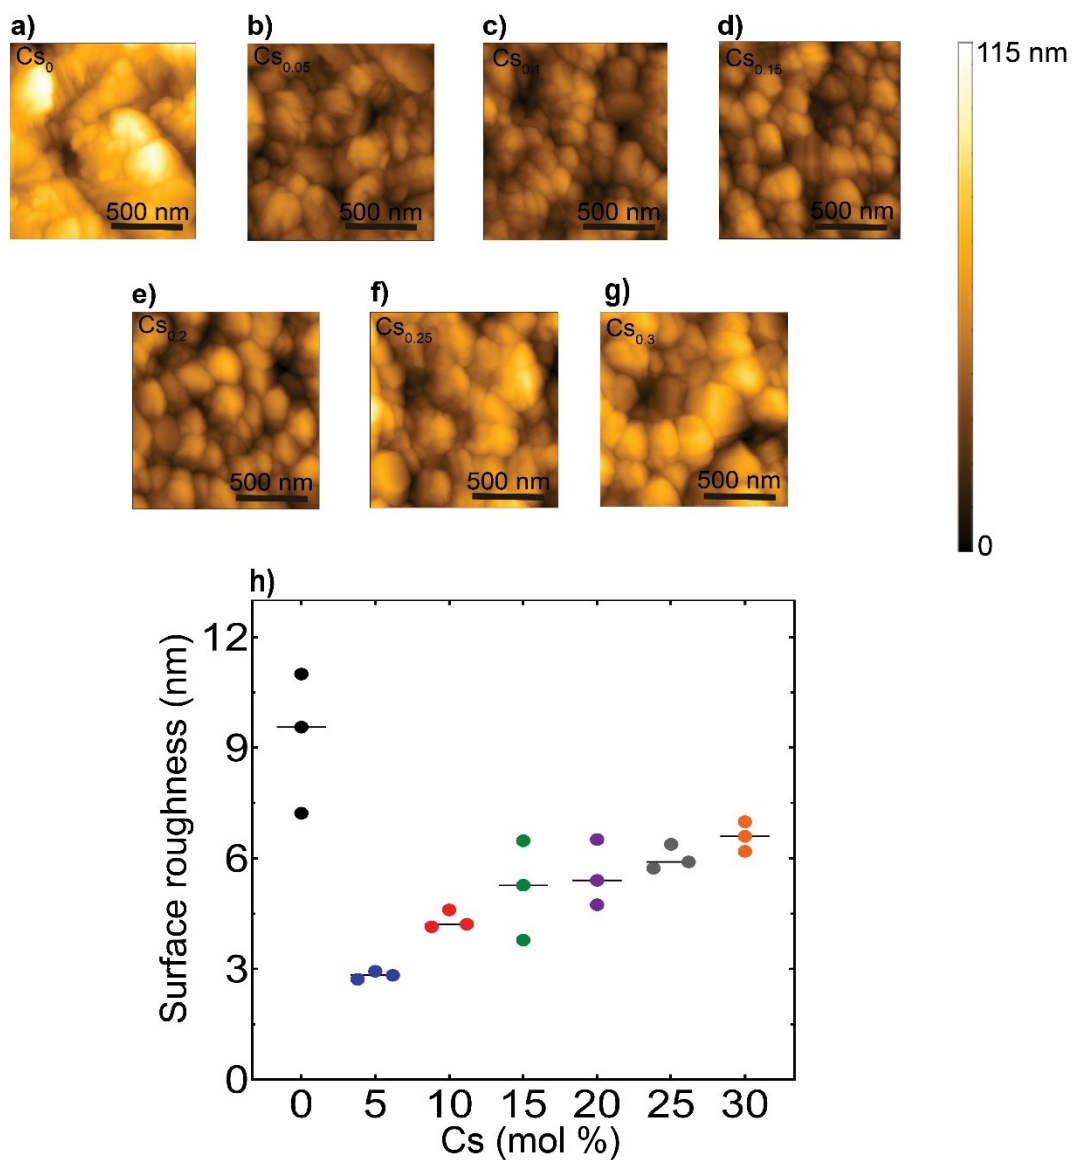 a)
b)
c)
d)
Cs0
Cs0.05
Cs0.1
Cs0.15
115 nm
500 nm
500 nm
500 nm
500 nm
e)
f)
g)
Cs0.2
Cs0.25
Cs0.3
500 nm
500 nm
500 nm
0
h)
Surface roughness (nm)
12
9
6
3
0
0 5 10 15 20 25 30
Cs (mol %)